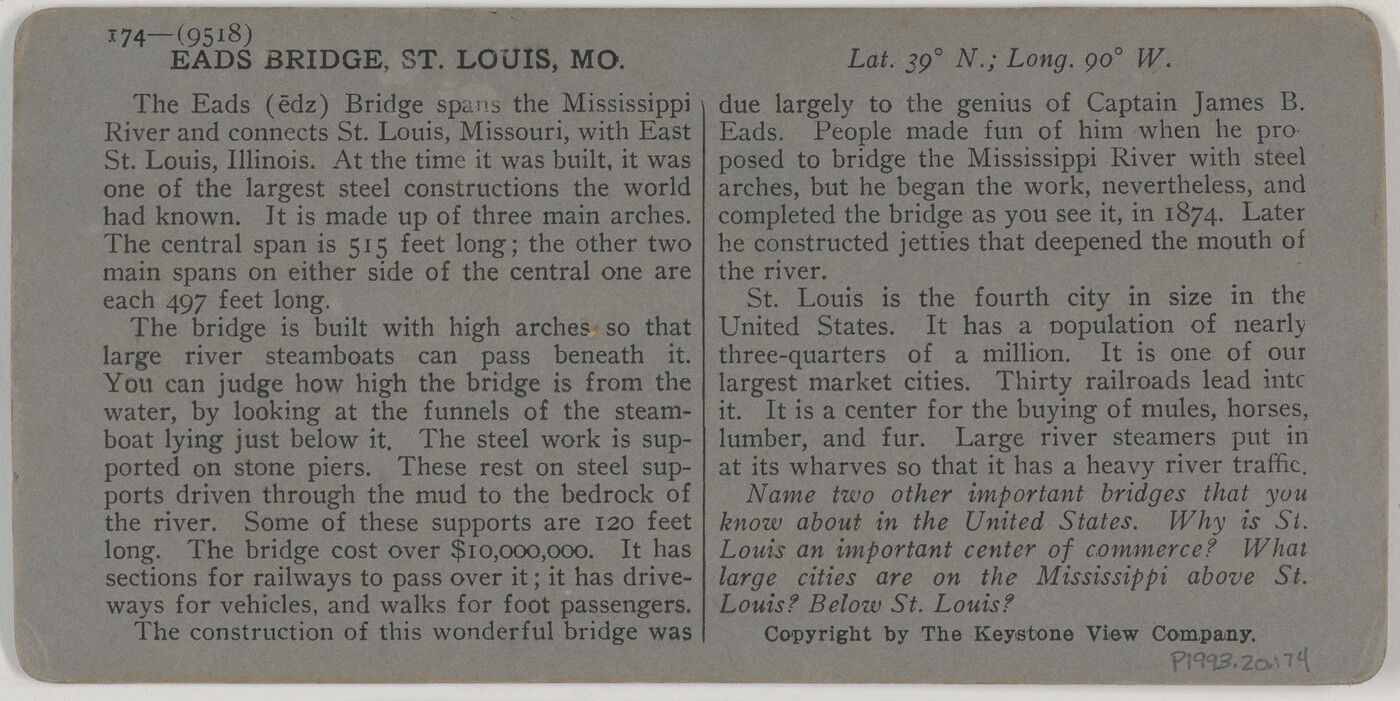 174—(9518)
EADS BRIDGE, ST. LOUIS, MO.
Lat. 39° N.; Long. 90° W.
The Eads (ēdz) Bridge spans the Mississippi
River and connects St. Louis, Missouri, with East
St. Louis, Illinois. At the time it was built, it was
one of the largest steel constructions the world
had known. It is made up of three main arches.
The central span is 515 feet long; the other two
main spans on either side of the central one are
each 497 feet long.
The bridge is built with high arches so that
large river steamboats can pass beneath it.
You can judge how high the bridge is from the
water, by looking at the funnels of the steam-
boat lying just below it. The steel work is sup-
ported on stone piers. These rest on steel sup-
ports driven through the mud to the bedrock of
the river. Some of these supports are 120 feet
long. The bridge cost over $10,000,000. It has
sections for railways to pass over it; it has drive-
ways for vehicles, and walks for foot passengers.
The construction of this wonderful bridge was
due largely to the genius of Captain James B.
Eads. People made fun of him when he pro-
posed to bridge the Mississippi River with steel
arches, but he began the work, nevertheless, and
completed the bridge as you see it, in 1874. Later
he constructed jetties that deepened the mouth of
the river.
St. Louis is the fourth city in size in the
United States. It has a population of nearly
three-quarters of a million. It is one of our
largest market cities. Thirty railroads lead into
it. It is a center for the buying of mules, horses,
lumber, and fur. Large river steamers put in
at its wharves so that it has a heavy river traffic.
Name two other important bridges that you
know about in the United States. Why is St.
Louis an important center of commerce? What
large cities are on the Mississippi above St.
Louis? Below St. Louis?
Copyright by The Keystone View Company.
P1993.20.174